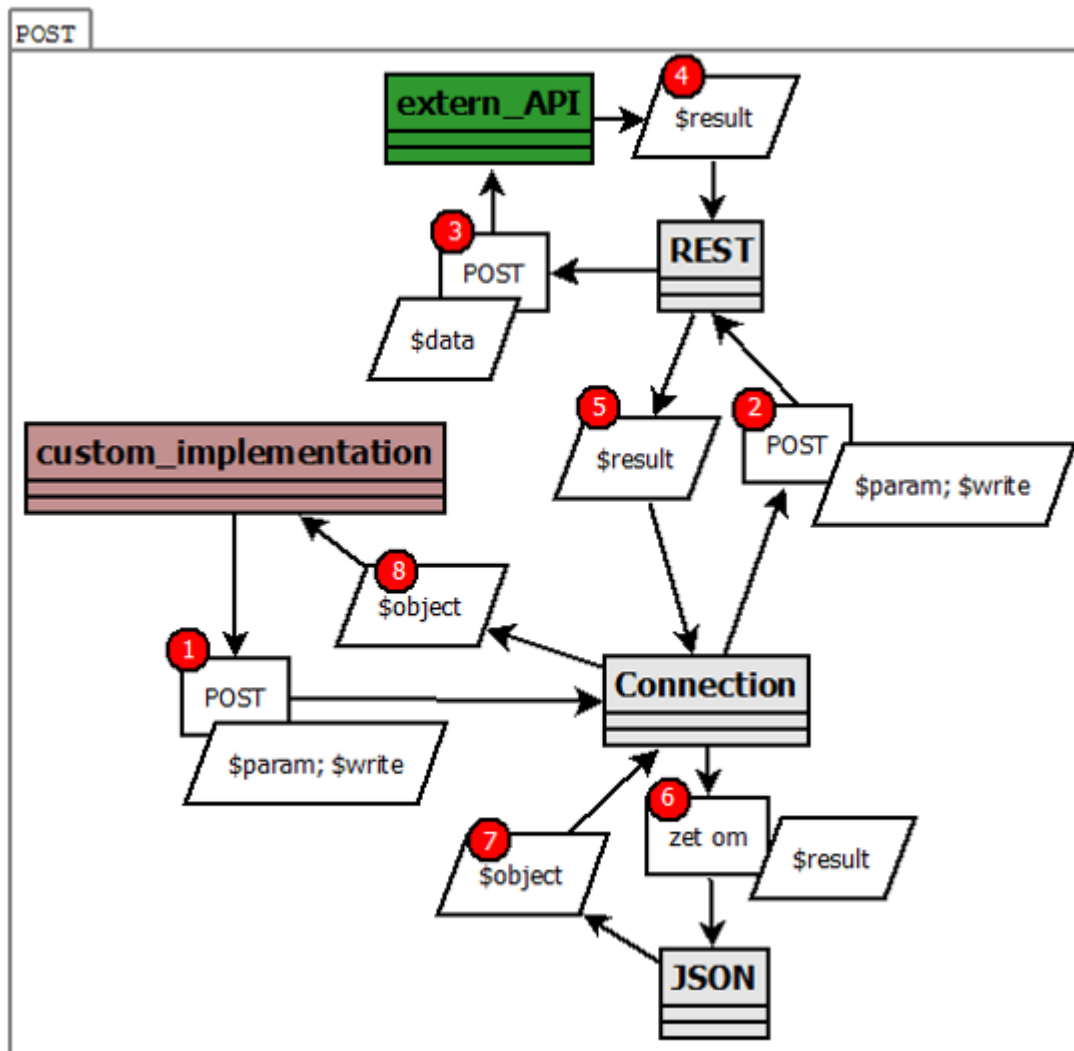 POST
extern_API
4
$result
3
POST
$data
REST
5
$result
2
POST
$param; $write
custom_implementation
8
$object
1
POST
$param; $write
Connection
7
$object
6
zet om
$result
JSON